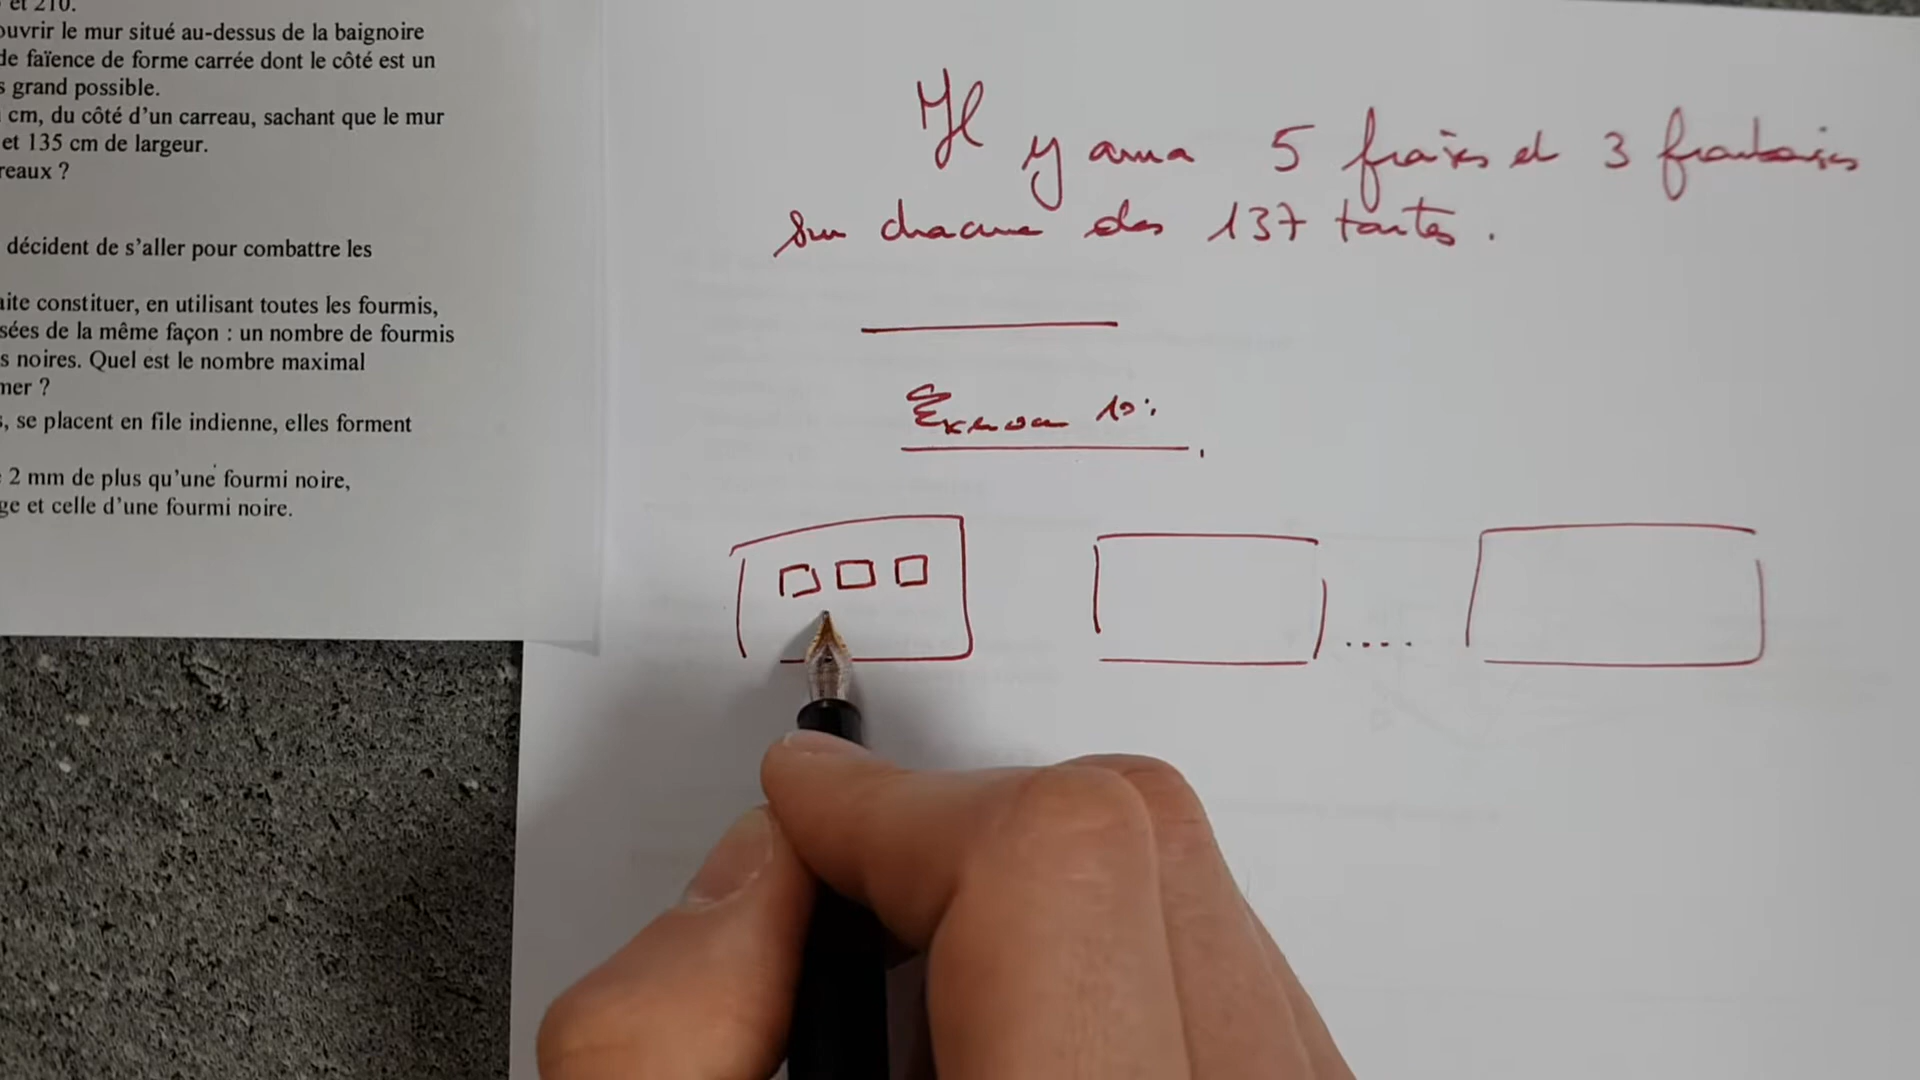 et 210.
ouvrir le mur situé au-dessus de la baignoire
de faïence de forme carrée dont le côté est un
s grand possible.
cm, du côté d'un carreau, sachant que le mur
et 135 cm de largeur.
reaux ?
décident de s'aller pour combattre les
aite constituer, en utilisant toutes les fourmis,
sées de la même façon : un nombre de fourmis
s noires. Quel est le nombre maximal
mer ?
s, se placent en file indienne, elles forment
2 mm de plus qu'une fourmi noire,
ge et celle d'une fourmi noire.
Il y aura 5 fraises et 3 framboises
sur chacune des 137 tartes.
Exercice 10:
....